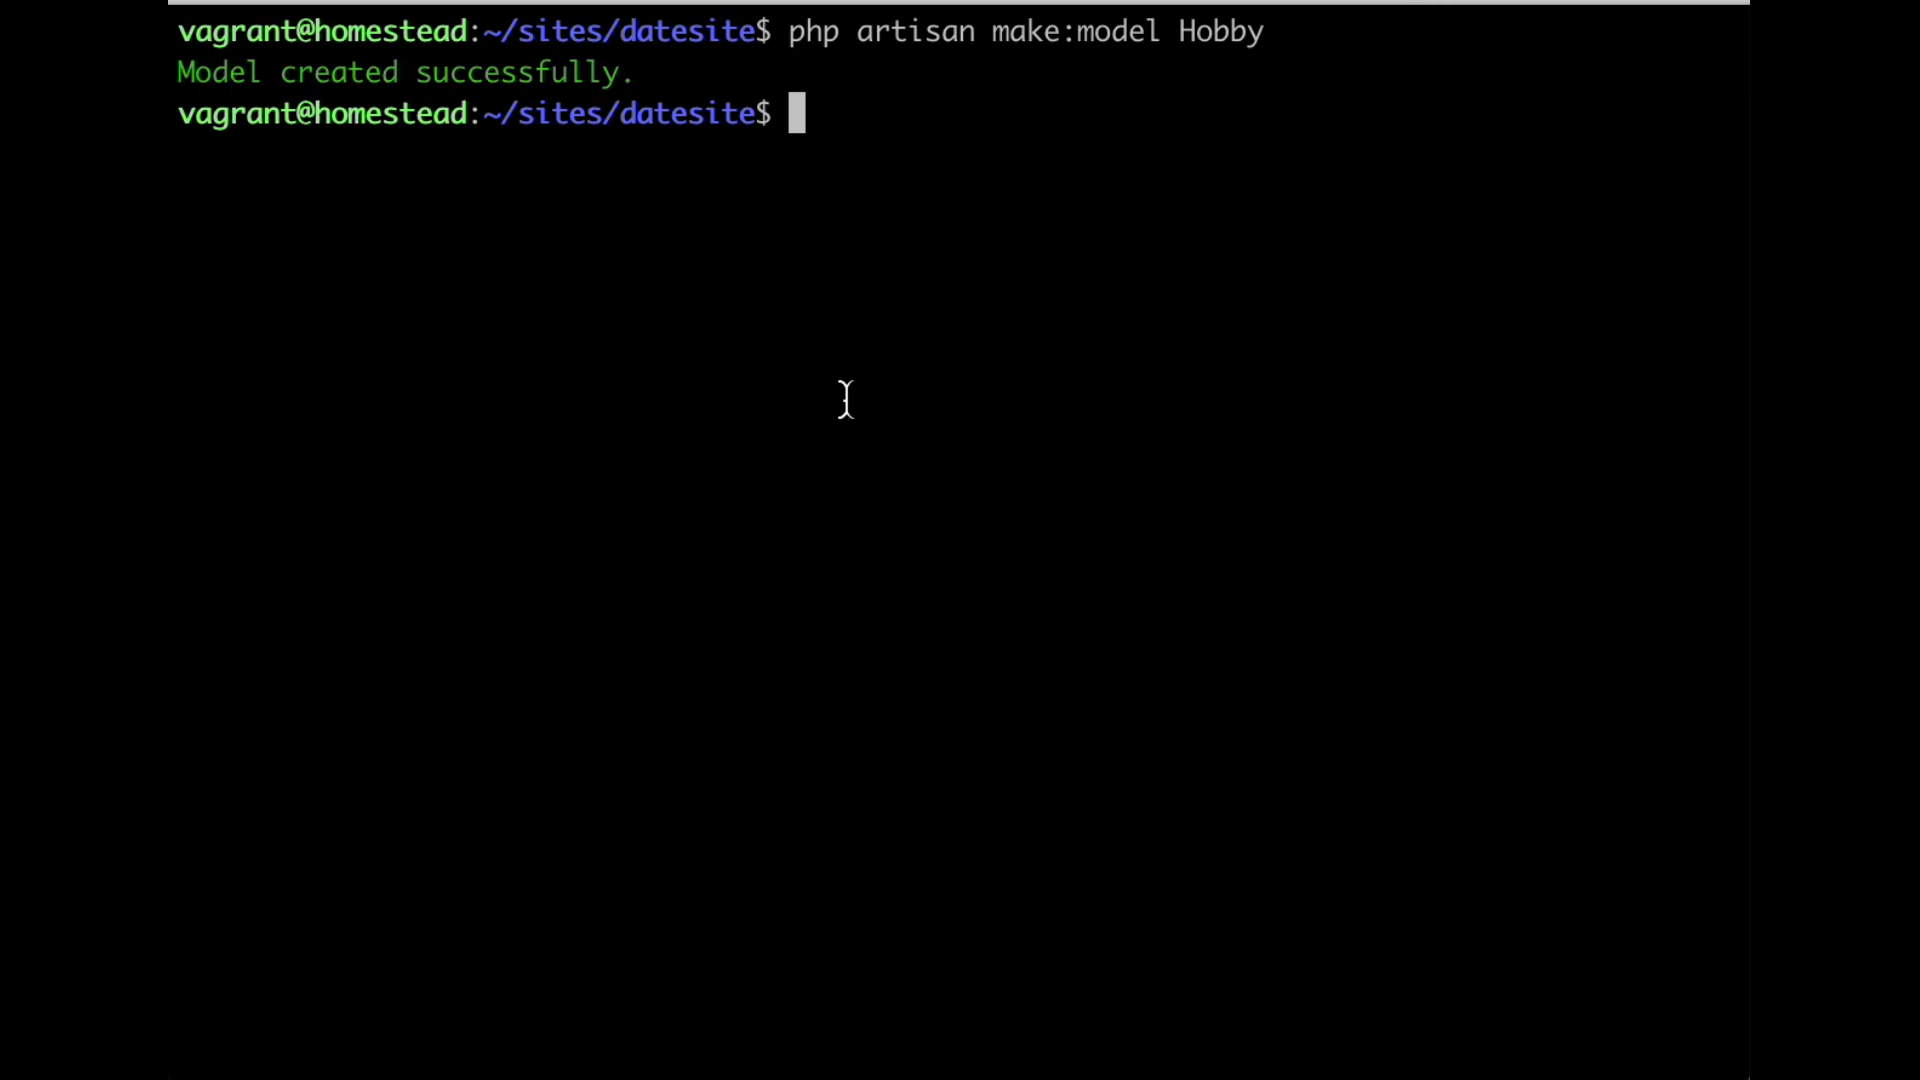 vagrant@homestead:~/sites/datesite$ php artisan make:model Hobby
Model created successfully.
vagrant@homestead:~/sites/datesite$